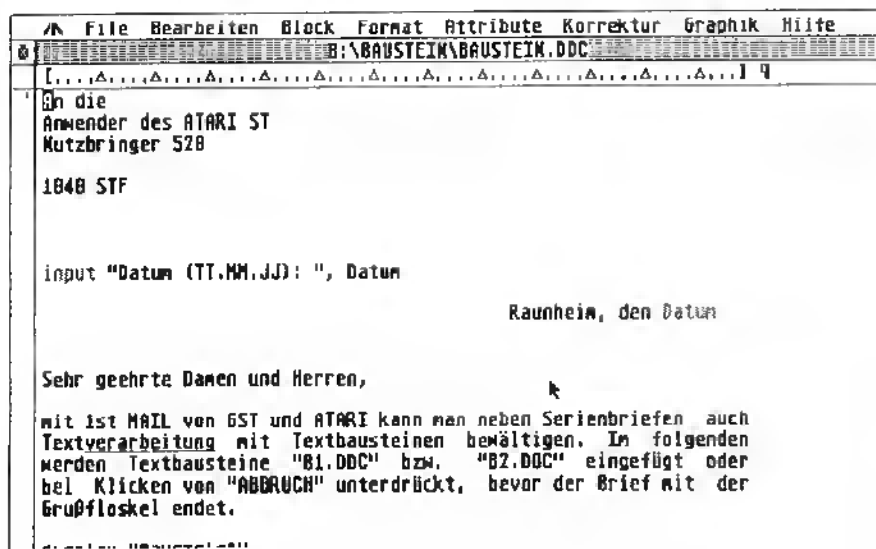 File Bearbeiten Block Format Attribute Korrektur Graphik Hilfe
B:\BAUSTEIN\BAUSTEIN.DOC
An die
Anwender des ATARI ST
Nutzbringer 520
1040 STF
input "Datum (TT.MM.JJ): ", Datum
Raunheim, den Datum
Sehr geehrte Damen und Herren,
mit 1st MAIL von GST und ATARI kann man neben Serienbriefen auch
Textverarbeitung mit Textbausteinen bewältigen. Im folgenden
werden Textbausteine "B1.DOC" bzw. "B2.DOC" eingefügt oder
bei Klicken von "ABBRUCH" unterdrückt, bevor der Brief mit der
Grußfloskel endet.